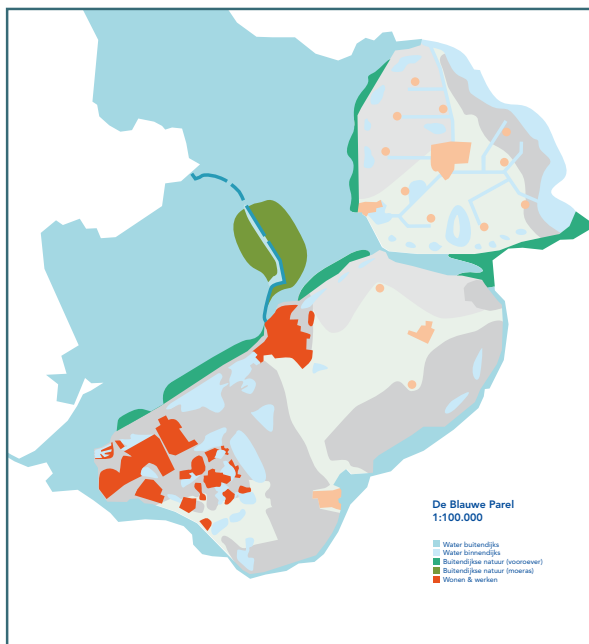 De Blauwe Parel
1:100.000
Water buitendijks
Water binnendijks
Buitendijkse natuur (vooroever)
Buitendijkse natuur (moeras)
Wonen & werken